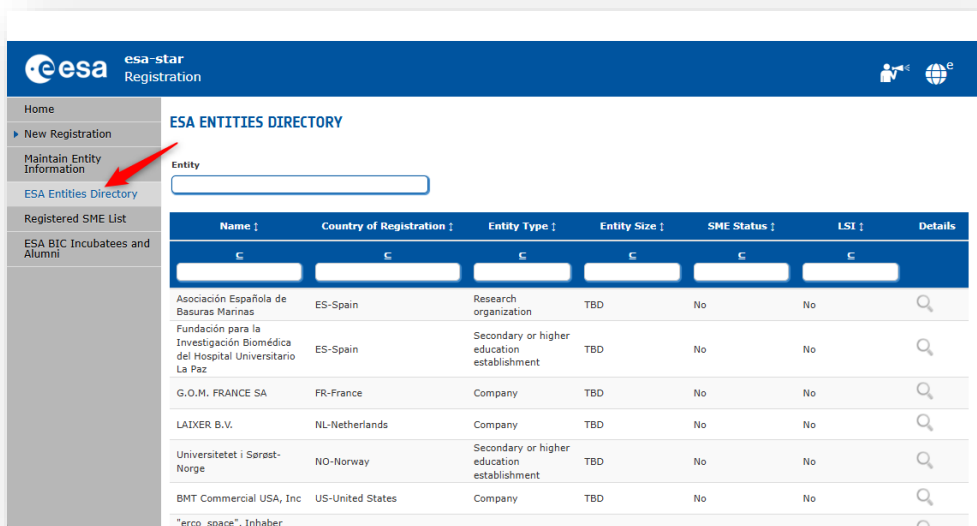 esa
esa-star
Registration
e
Home
New Registration
Maintain Entity
Information
ESA Entities Directory
Registered SME List
ESA BIC Incubatees and
Alumni
ESA ENTITIES DIRECTORY
Entity
Name Country of Registration Entity Type Entity Size SME Status LSI Details
⊆ ⊆ ⊆ ⊆ ⊆ ⊆
Asociación Española de
Basuras Marinas
ES-Spain
Research
organization
TBD
No
No
Fundación para la
Investigación Biomédica
del Hospital Universitario
La Paz
ES-Spain
Secondary or higher
education
establishment
TBD
No
No
G.O.M. FRANCE SA FR-France Company TBD No No
LAIXER B.V. NL-Netherlands Company TBD No No
Universitetet i Sørøst-
Norge
NO-Norway
Secondary or higher
education
establishment
TBD
No
No
BMT Commercial USA, Inc US-United States Company TBD No No
"erco space", Inhaber